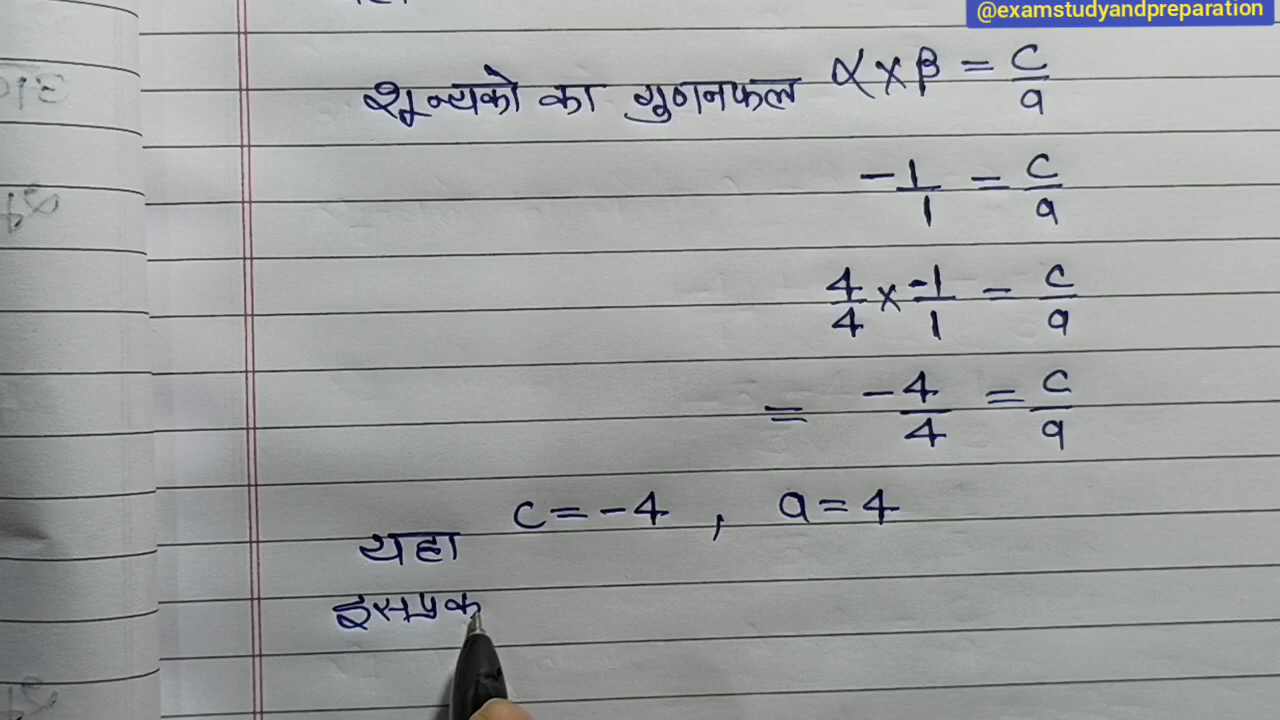 @examstudyandpreparation
शून्यको का गुणनफल α×β = c/a
-1/1 = c/a
4/4 × -1/1 = c/a
= -4/4 = c/a
यहा c = -4 , a = 4
इसप्रक